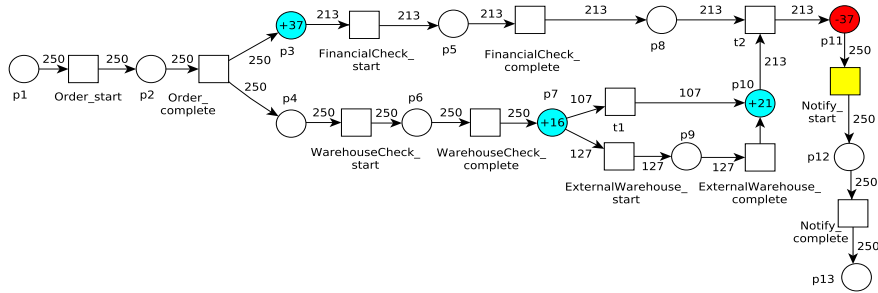 +37
213
213
213
213
213
-37
p3
FinancialCheck_
start
p5
FinancialCheck_
complete
p8
t2
p11
250
250
250
250
250
213
250
p1
Order_start
p2
Order_
complete
p4
p6
p7
107
107
p10
+21
Notify_
start
250
250
250
+16
t1
p9
250
WarehouseCheck_
start
WarehouseCheck_
complete
127
127
127
p12
ExternalWarehouse_
start
ExternalWarehouse_
complete
250
Notify_
complete
250
p13